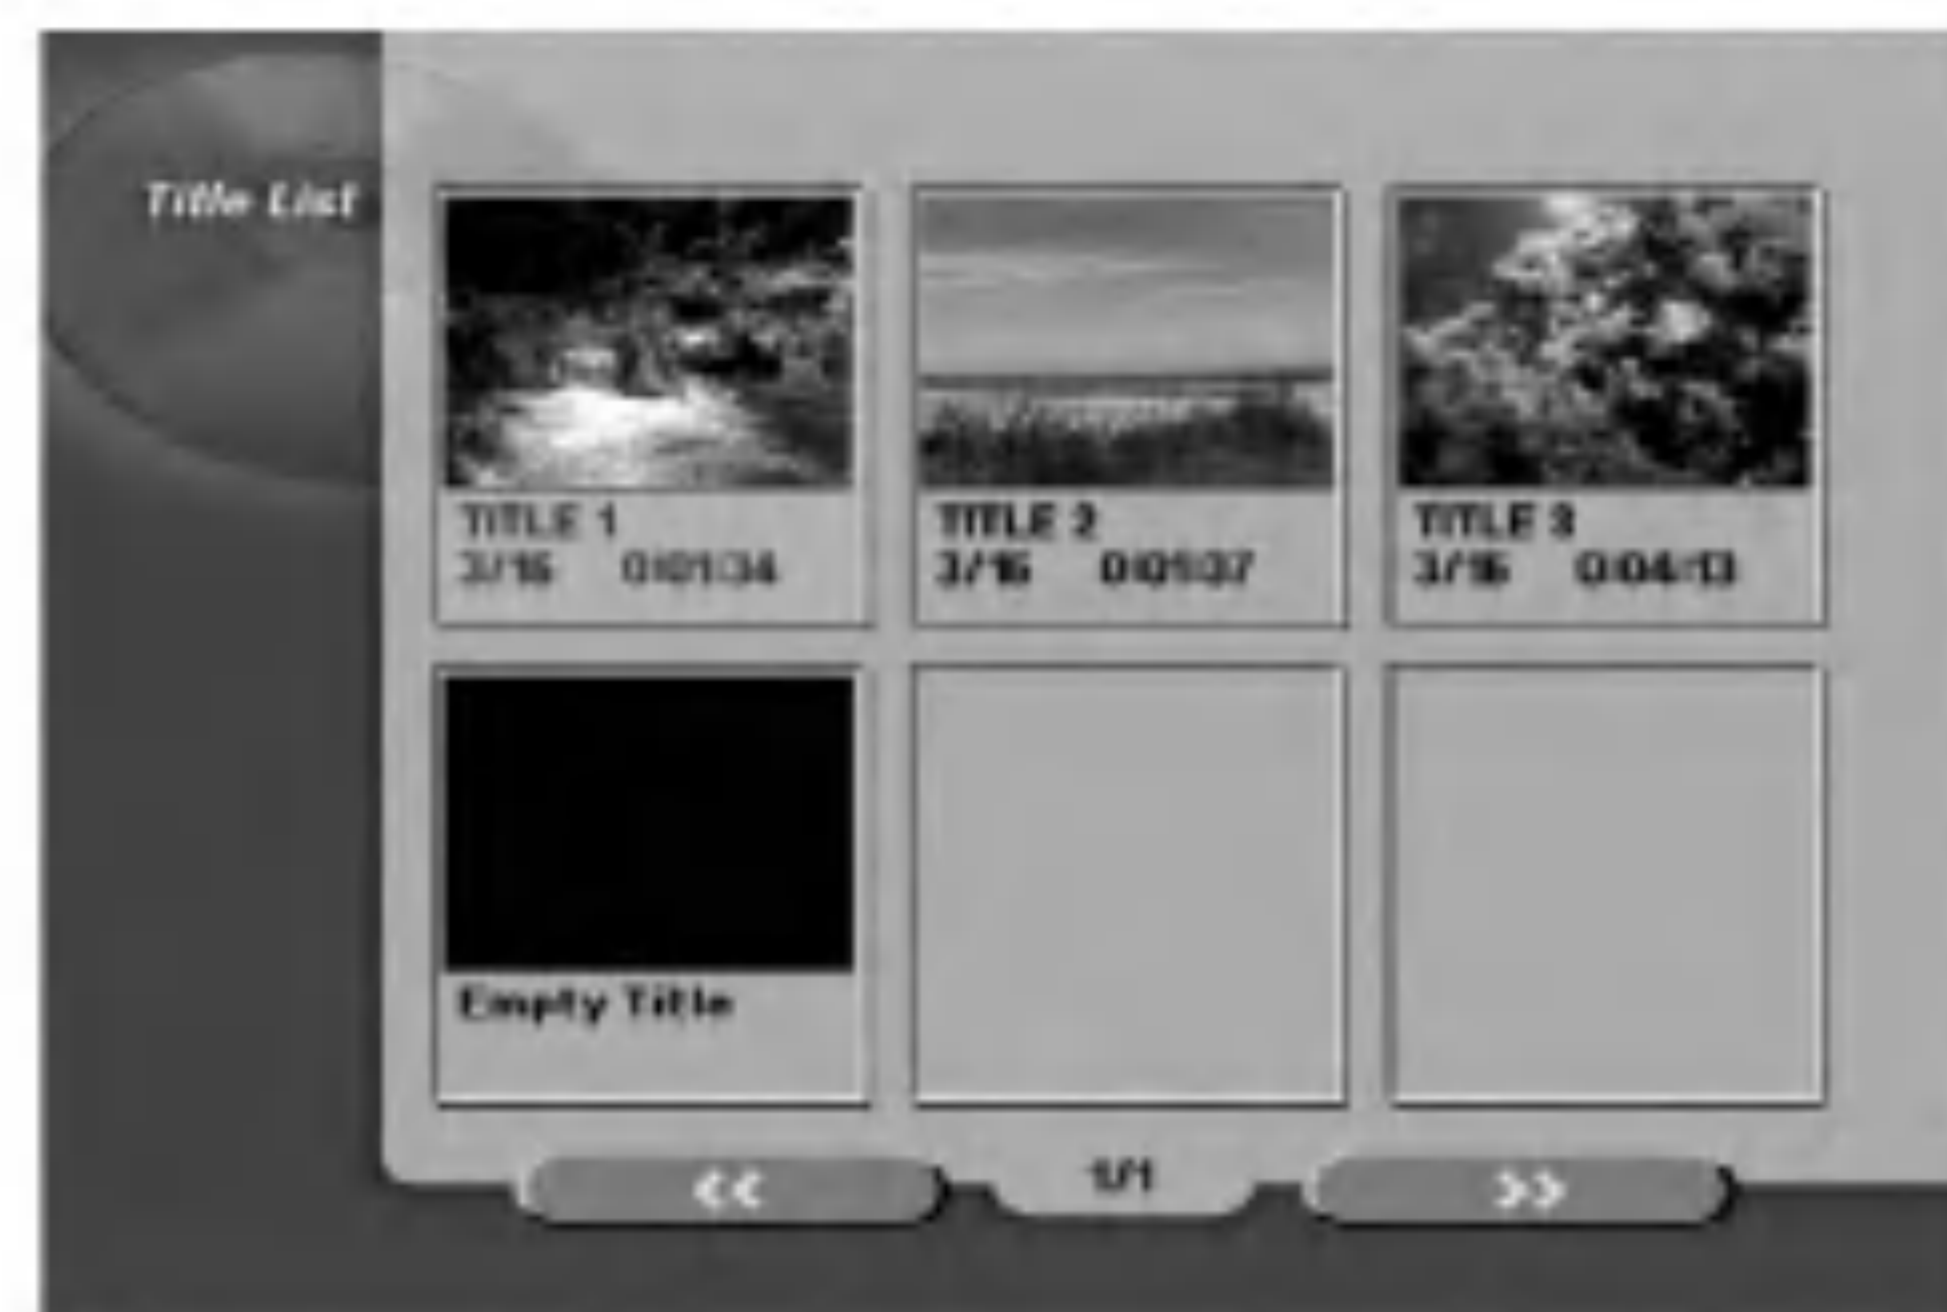 Title List
TITLE 1
3/16 0:01:34
TITLE 2
3/16 0:01:37
TITLE 3
3/16 0:04:13
Empty Title
<< 1/1 >>